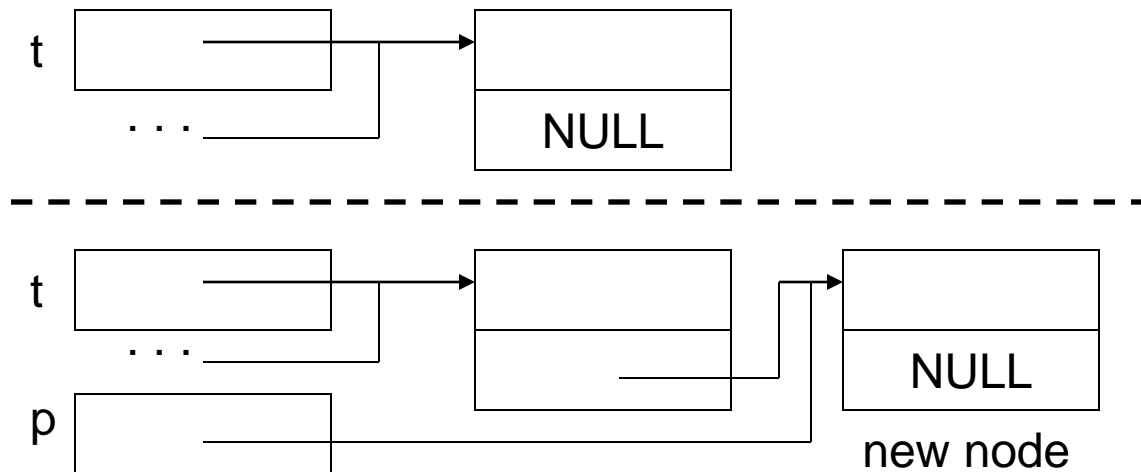 t
. . .
NULL
t
. . .
NULL
p
new node